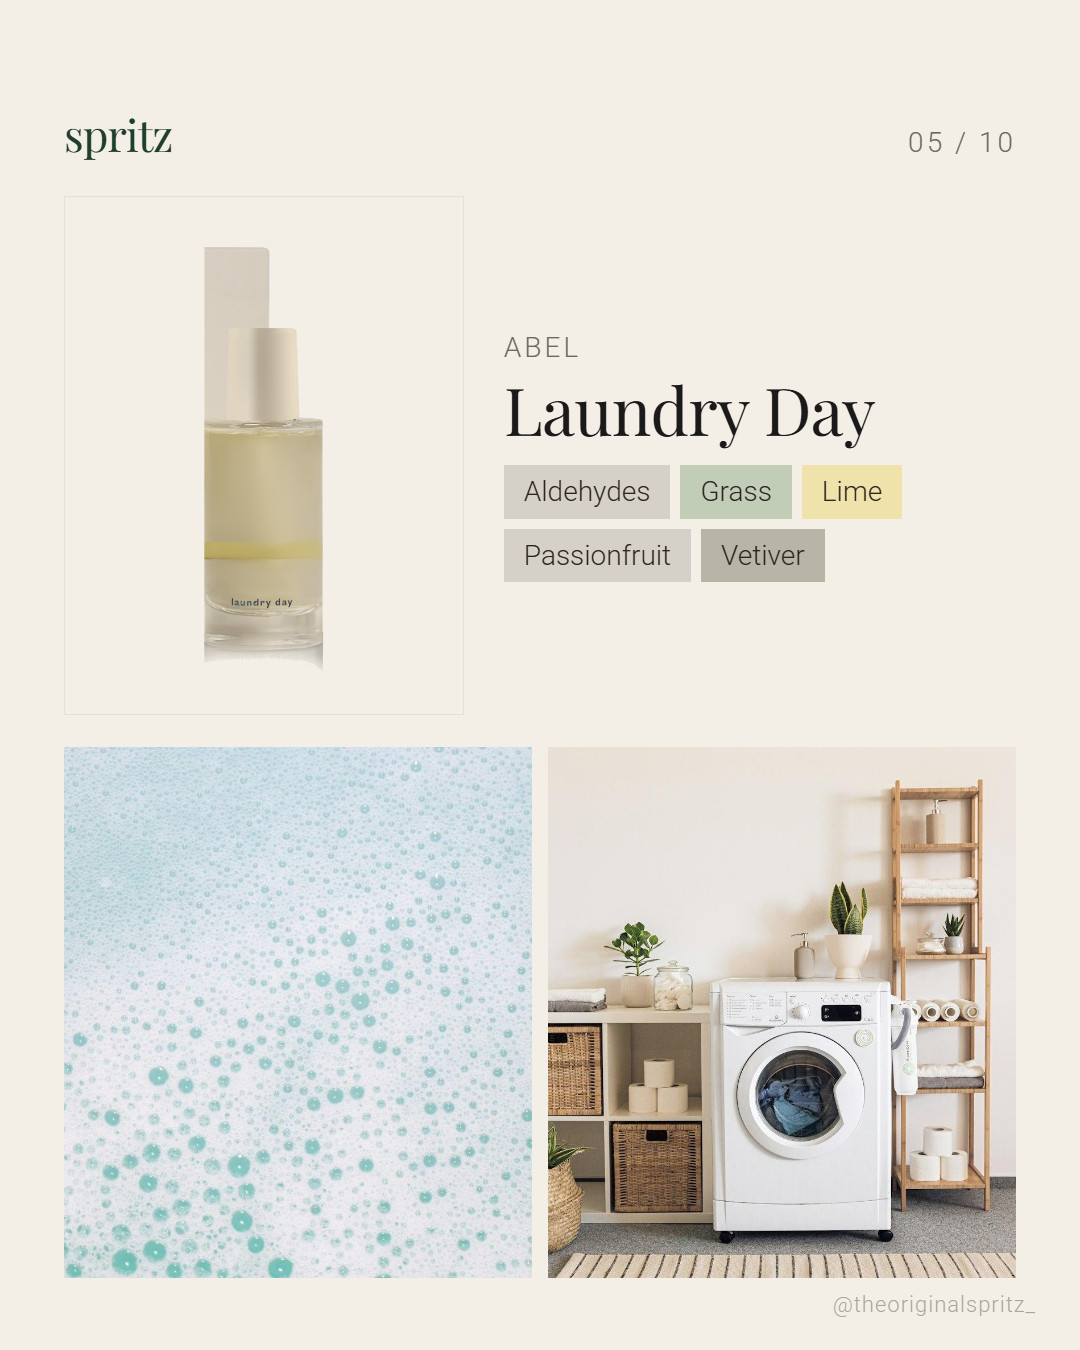 spritz
05 / 10
laundry day
ABEL
Laundry Day
Aldehydes Grass Lime
Passionfruit Vetiver
@theoriginalspritz_